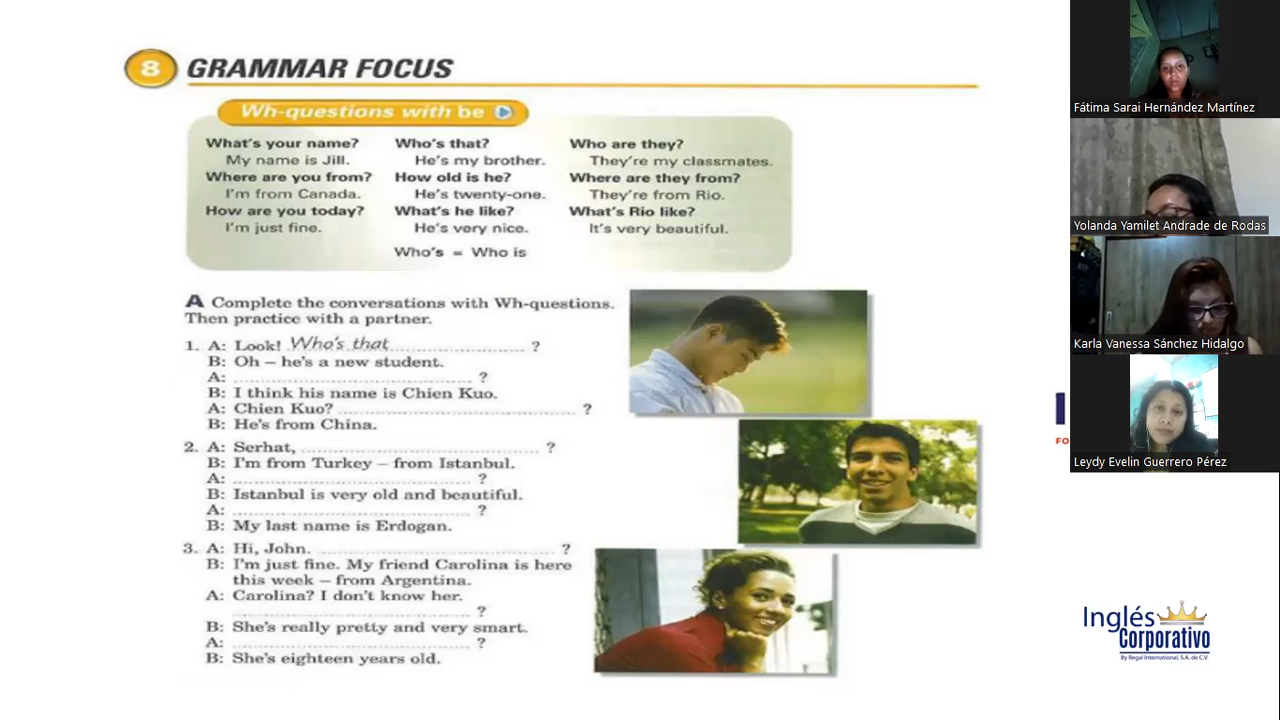 8 GRAMMAR FOCUS
Wh-questions with be
What's your name?
My name is Jill.
Where are you from?
I'm from Canada.
How are you today?
I'm just fine.
Who's that?
He's my brother.
How old is he?
He's twenty-one.
What's he like?
He's very nice.
Who's = Who is
Who are they?
They're my classmates.
Where are they from?
They're from Rio.
What's Rio like?
It's very beautiful.
A Complete the conversations with Wh-questions.
Then practice with a partner.
1. A: Look! Who's that ?
B: Oh – he's a new student.
A: ?
B: I think his name is Chien Kuo.
A: Chien Kuo? ?
B: He's from China.
2. A: Serhat, ?
B: I'm from Turkey – from Istanbul.
A: ?
B: Istanbul is very old and beautiful.
A: ?
B: My last name is Erdogan.
3. A: Hi, John. ?
B: I'm just fine. My friend Carolina is here
this week – from Argentina.
A: Carolina? I don't know her.
?
B: She's really pretty and very smart.
A: ?
B: She's eighteen years old.
Fátima Sarai Hernández Martínez
Yolanda Yamilet Andrade de Rodas
Karla Vanessa Sánchez Hidalgo
Leydy Evelin Guerrero Pérez
I
FO
Inglés
Corporativo
By Regal International, S.A. de C.V.